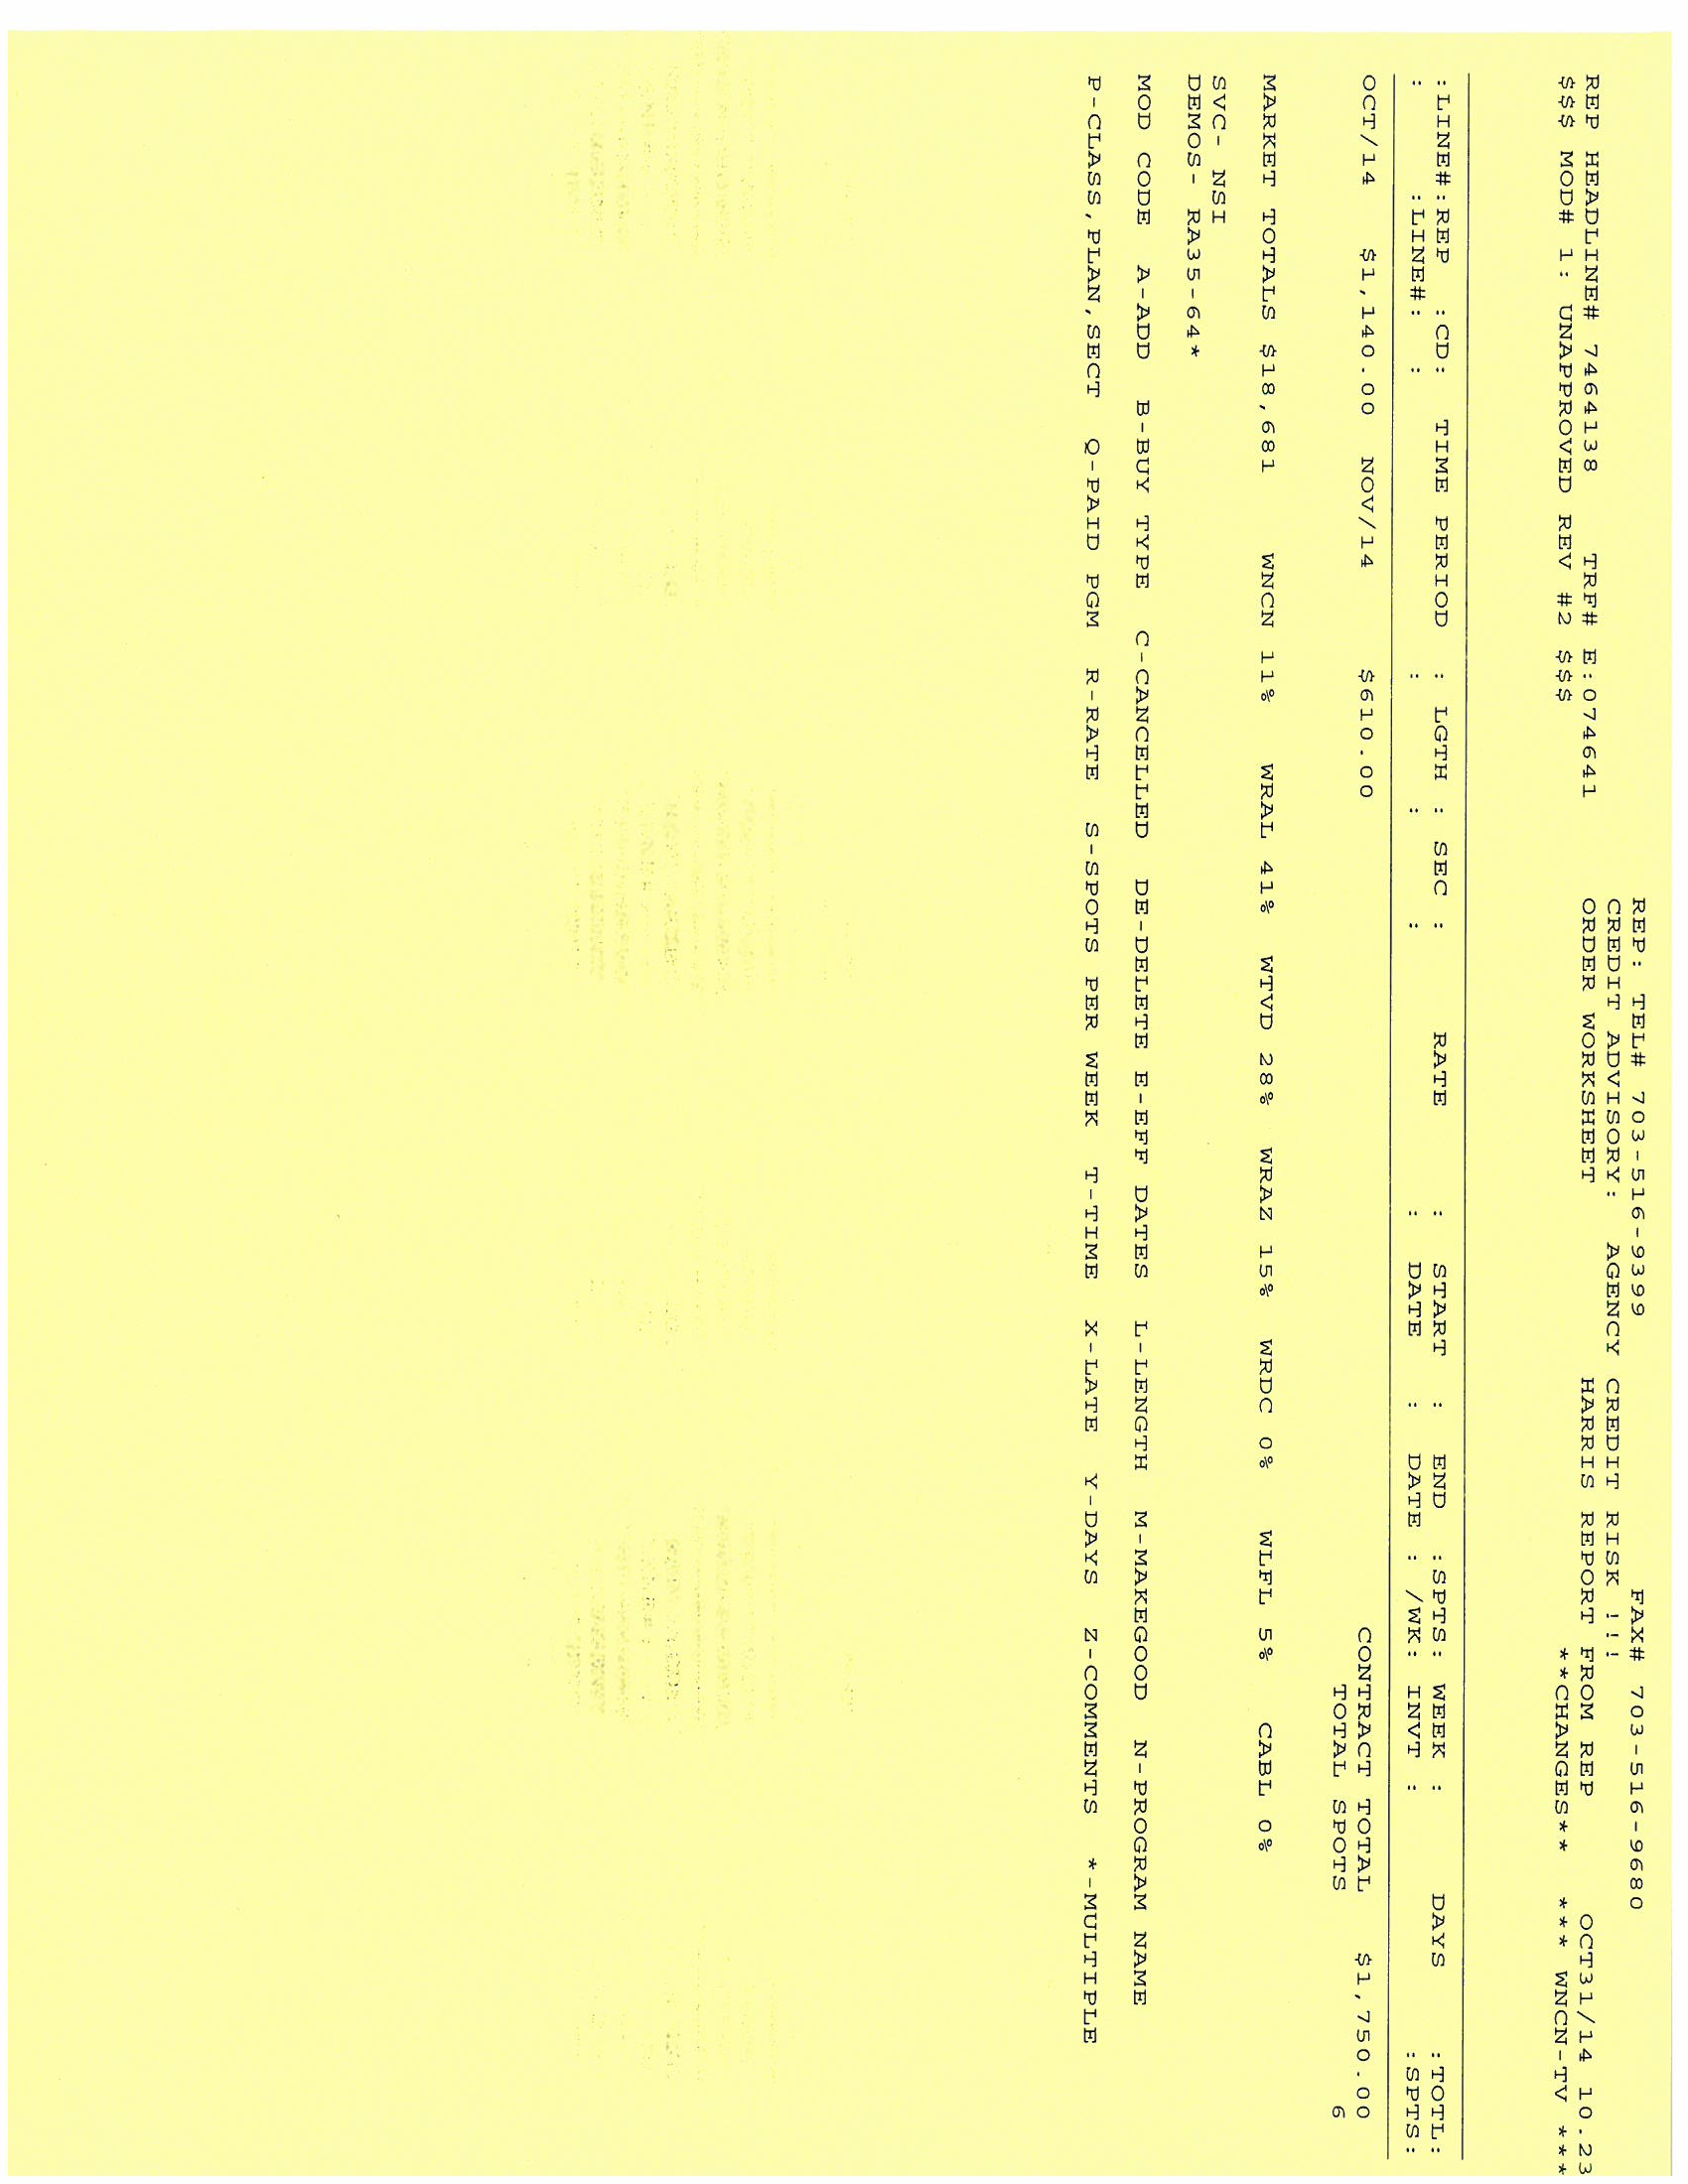 REP: TEL# 703-516-9399 FAX# 703-516-9680
CREDIT ADVISORY: AGENCY CREDIT RISK !!!
REP HEADLINE# 7464138 TRF# E:074641 ORDER WORKSHEET HARRIS REPORT FROM REP OCT31/14 10.23
$$$ MOD# 1: UNAPPROVED REV #2 $$$ **CHANGES** *** WNCN-TV ***
:LINE#:REP :CD: TIME PERIOD : LGTH : SEC : RATE : START : END :SPTS: WEEK : DAYS :TOTL:
: :LINE#: : : : : : DATE : DATE : /WK: INVT : :SPTS:
OCT/14 $1,140.00 NOV/14 $610.00 CONTRACT TOTAL $1,750.00
TOTAL SPOTS 6
MARKET TOTALS $18,681 WNCN 11% WRAL 41% WTVD 28% WRAZ 15% WRDC 0% WLFL 5% CABL 0%
SVC- NSI
DEMOS- RA35-64*
MOD CODE A-ADD B-BUY TYPE C-CANCELLED DE-DELETE E-EFF DATES L-LENGTH M-MAKEGOOD N-PROGRAM NAME
P-CLASS,PLAN,SECT Q-PAID PGM R-RATE S-SPOTS PER WEEK T-TIME X-LATE Y-DAYS Z-COMMENTS *-MULTIPLE